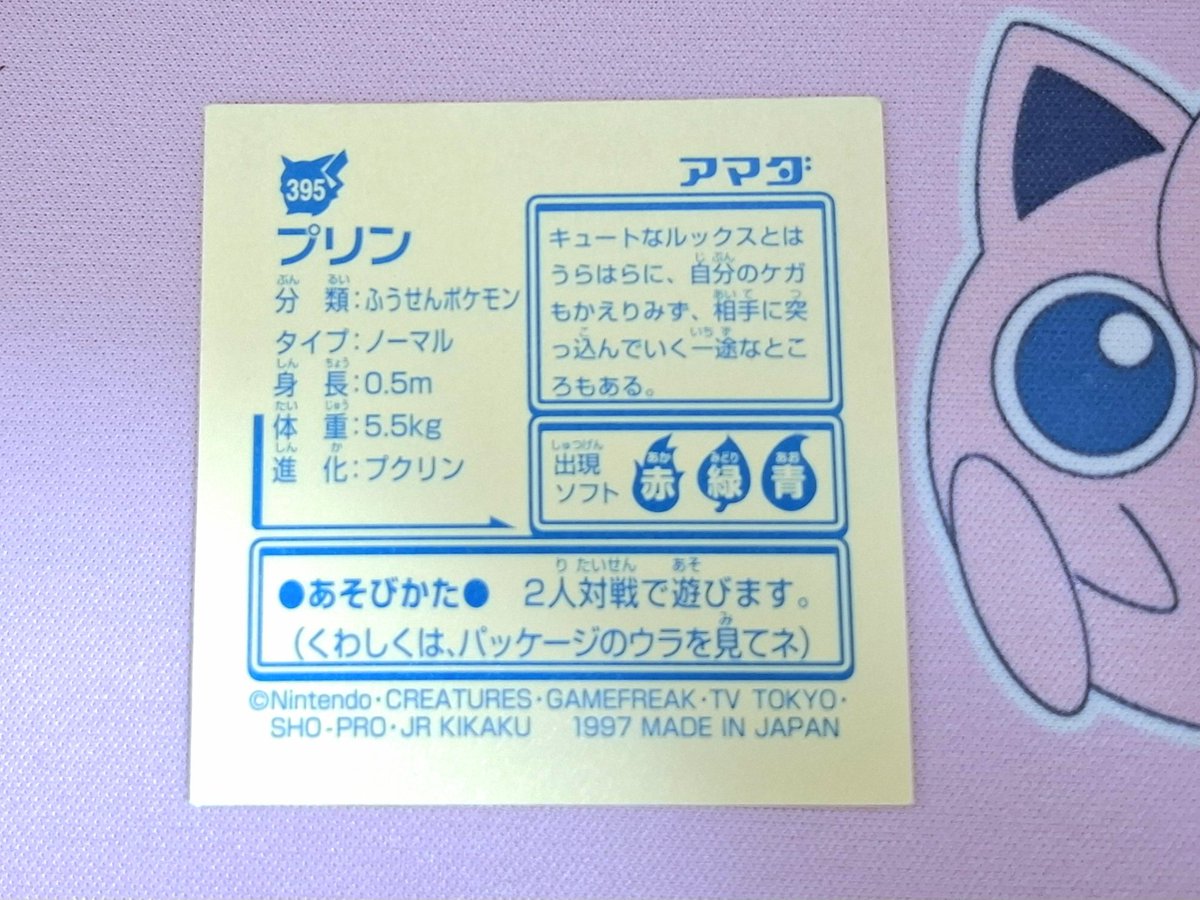 395
プリン
分類:ふうせんポケモン
タイプ:ノーマル
身長:0.5m
体重:5.5kg
進化:プクリン
アマダ
キュートなルックスとは
うらはらに、自分のケガ
もかえりみず、相手に突
っ込んでいく一途なとこ
ろもある。
出現
ソフト
赤 緑 青
●あそびかた● 2人対戦で遊びます。
(くわしくは、パッケージのウラを見てネ)
©Nintendo・CREATURES・GAMEFREAK・TV TOKYO・
SHO-PRO・JR KIKAKU 1997 MADE IN JAPAN